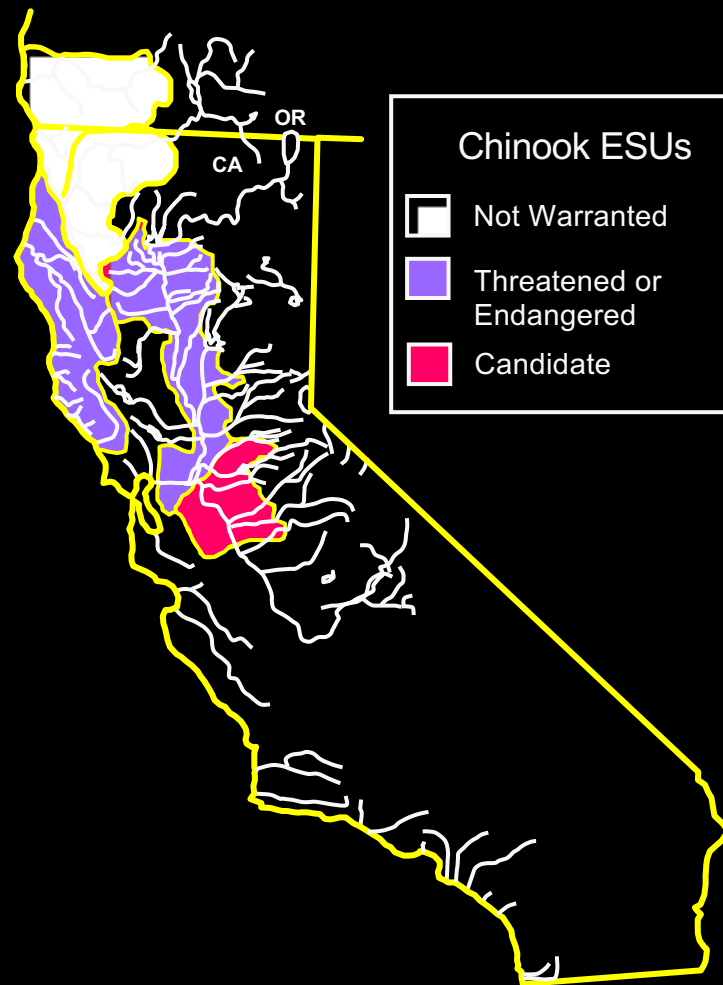 OR
CA
Chinook ESUs
Not Warranted
Threatened or
Endangered
Candidate